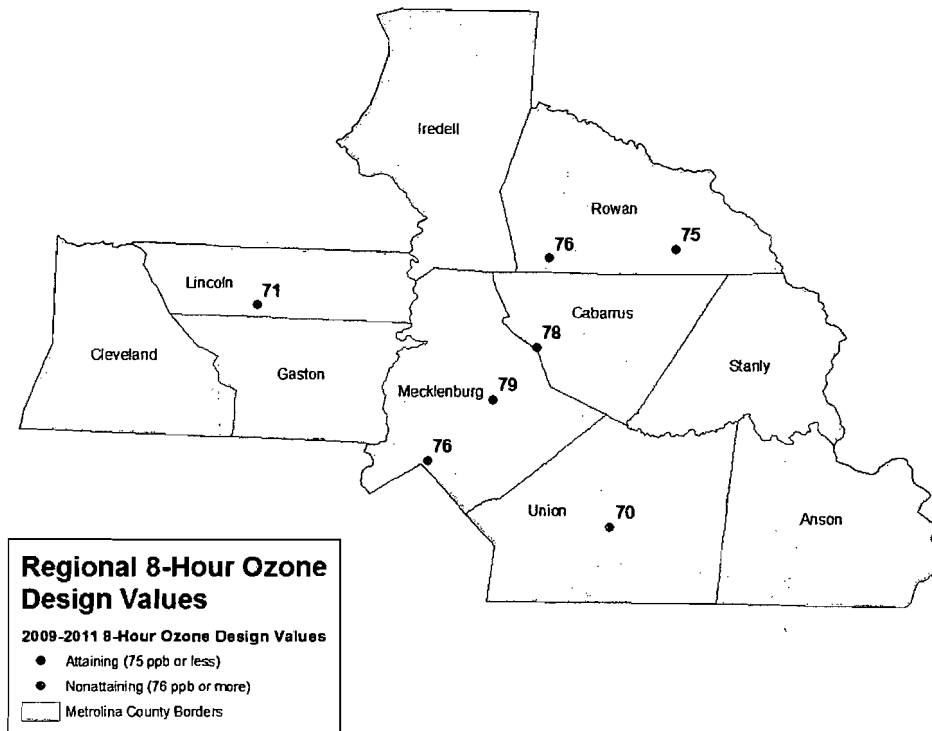 Iredell
Rowan
76
75
Lincoln
71
Cabarrus
78
Cleveland
Gaston
Stanly
Mecklenburg
79
76
Union
70
Anson
Regional 8-Hour Ozone
Design Values
2009-2011 8-Hour Ozone Design Values
Attaining (75 ppb or less)
Nonattaining (76 ppb or more)
Metrolina County Borders